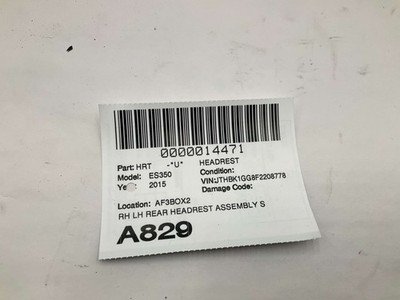 0000014471
Part: HRT -*U* HEADREST
Model: ES350 Condition:
2015 VIN:JTHBK1GG8F2208778
Damage Code:
Location: AF3BOX2
RH LH REAR HEADREST ASSEMBLY S
A829